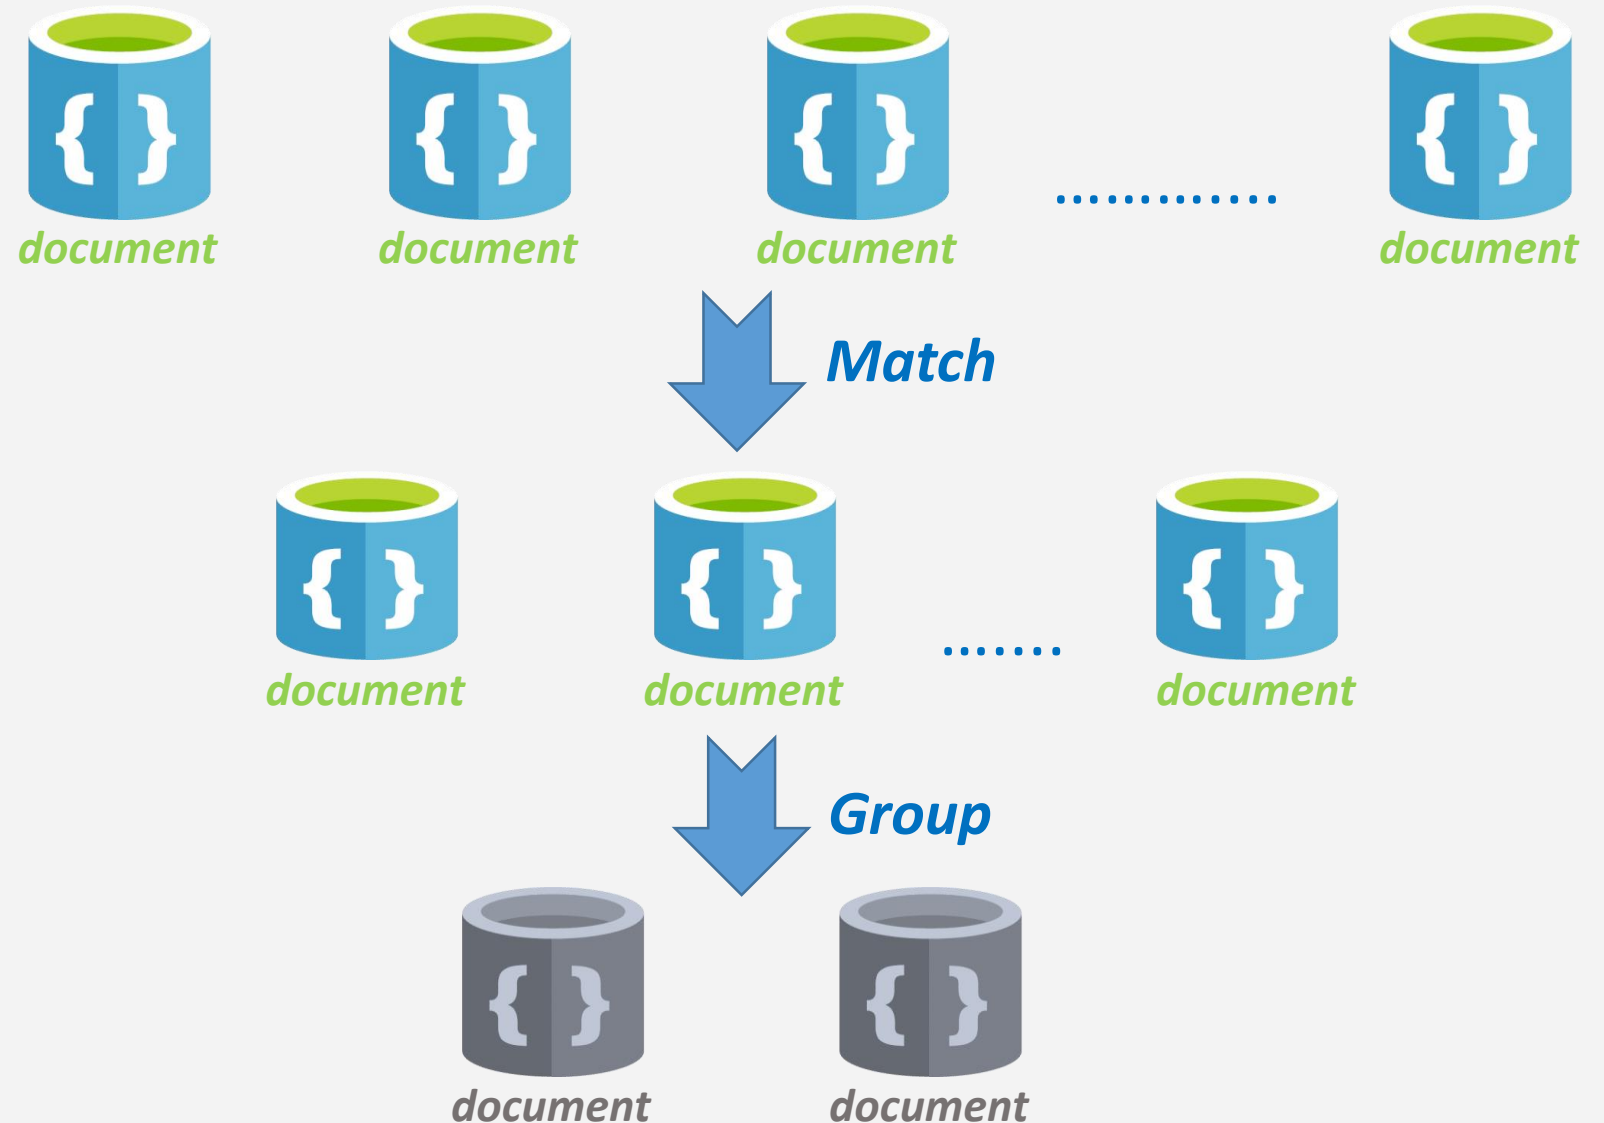 { } { } { } { }
............
document document document document
Match
{ } { } { }
.......
document document document
Group
{ } { }
document document